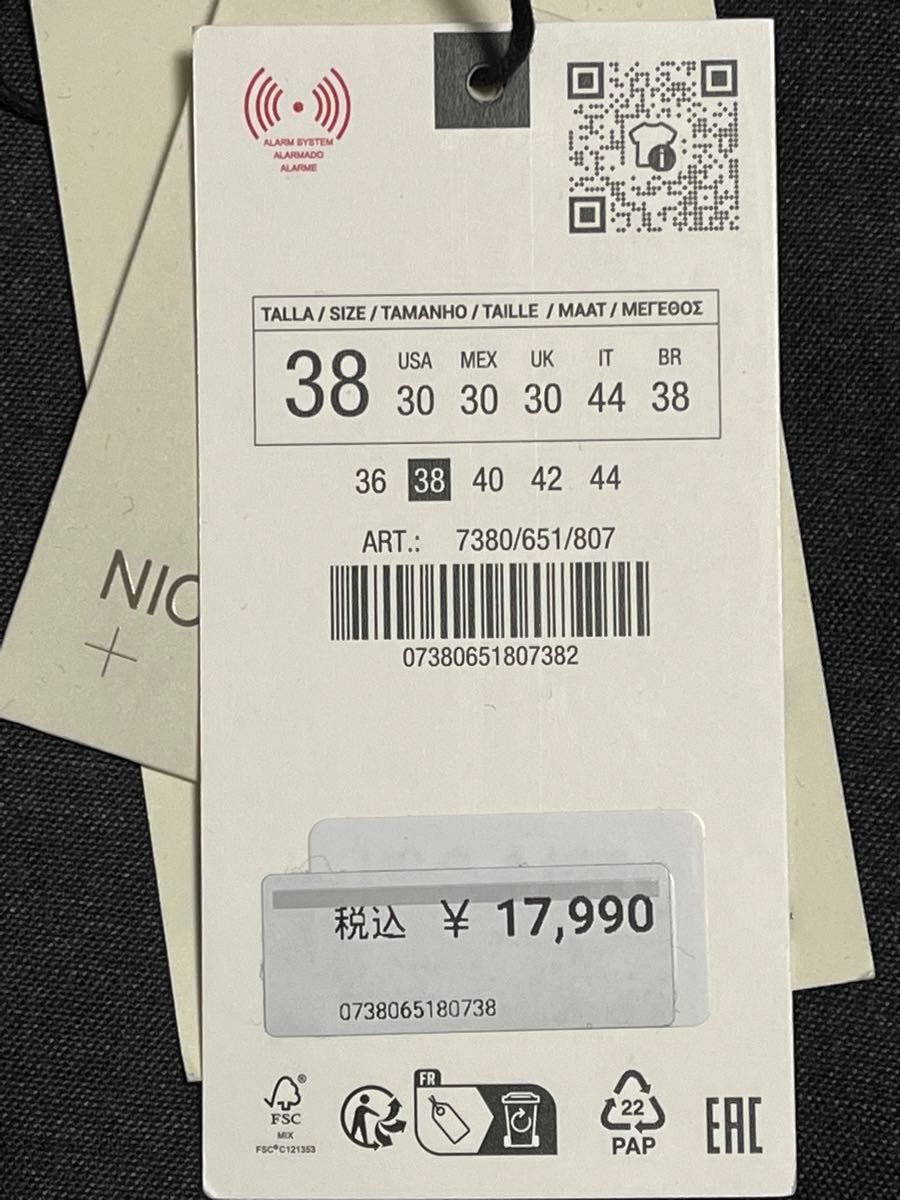 ALARM SYSTEM
ALARMADO
ALARME
TALLA / SIZE / TAMANHO / TAILLE / MAAT / ΜΕΓΕΘΟΣ
38
USA MEX UK IT BR
30 30 30 44 38
36 38 40 42 44
ART.: 7380/651/807
07380651807382
NIC
+
税込 ¥ 17,990
0738065180738
FSC®
MIX
FSC® C121353
FR
22
PAP
EAC